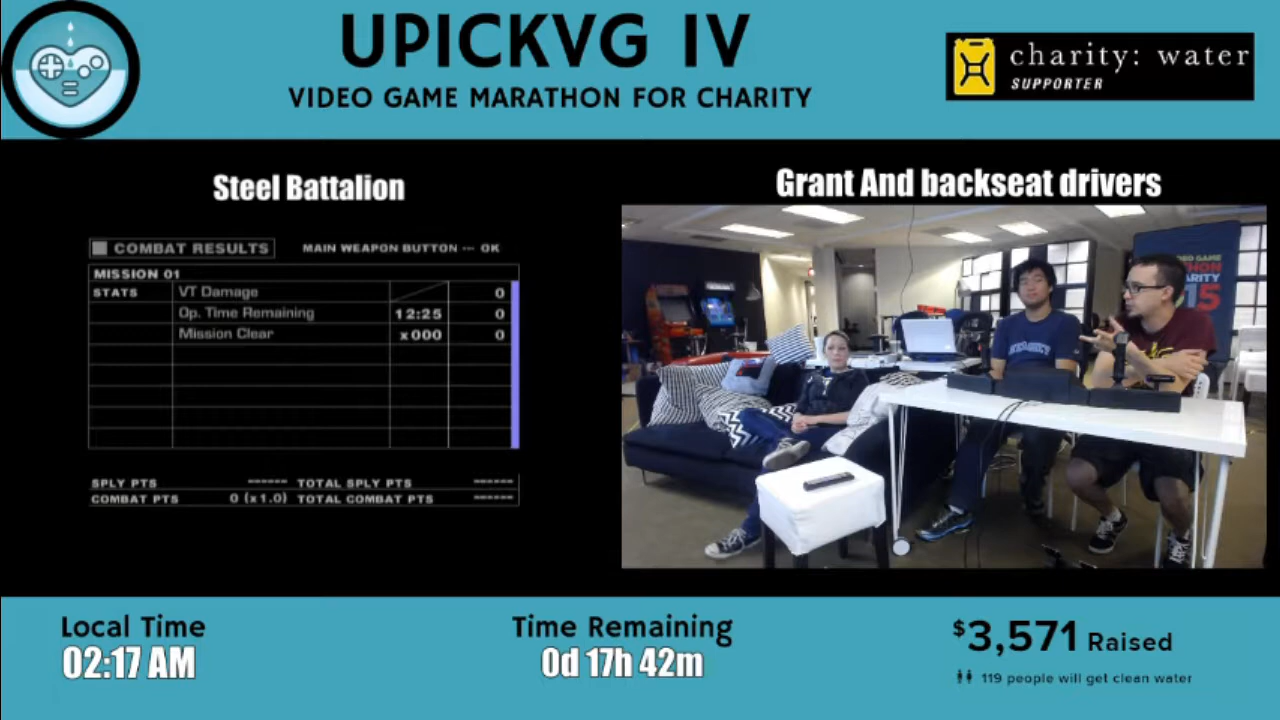 UPICKVG IV
VIDEO GAME MARATHON FOR CHARITY
charity: water
SUPPORTER
Steel Battalion
Grant And backseat drivers
COMBAT RESULTS MAIN WEAPON BUTTON --- OK
MISSION 01
STATS VT Damage 0
Op. Time Remaining 12:25 0
Mission Clear x000 0
SPLY PTS ------ TOTAL SPLY PTS ------
COMBAT PTS 0 (x1.0) TOTAL COMBAT PTS ------
Local Time
02:17 AM
Time Remaining
0d 17h 42m
$3,571 Raised
119 people will get clean water